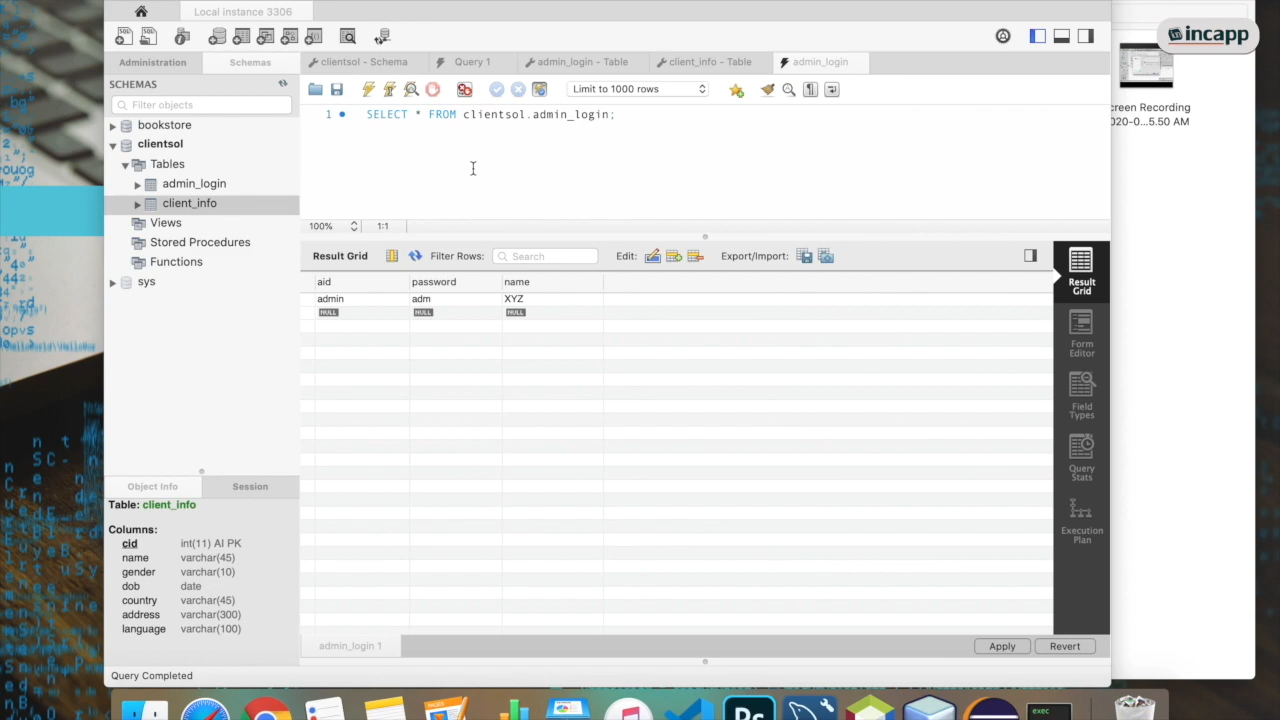 Local instance 3306
incapp
Administration
Schemas
clientsol - Schema
Query 1
admin_login - Table
client_info - Table
admin_login
SCHEMAS
Filter objects
Limit to 1000 rows
creen Recording
020-0...5.50 AM
1
SELECT * FROM clientsol.admin_login;
bookstore
clientsol
Tables
admin_login
client_info
Views
Stored Procedures
Functions
sys
100%
1:1
Result Grid
Filter Rows:
Search
Edit:
Export/Import:
aid
password
name
admin
adm
XYZ
NULL
NULL
NULL
Result
Grid
Form
Editor
Field
Types
Query
Stats
Execution
Plan
Object Info
Session
Table: client_info
Columns:
cid int(11) AI PK
name varchar(45)
gender varchar(10)
dob date
country varchar(45)
address varchar(300)
language varchar(100)
admin_login 1
Apply
Revert
Query Completed
Ps
exec